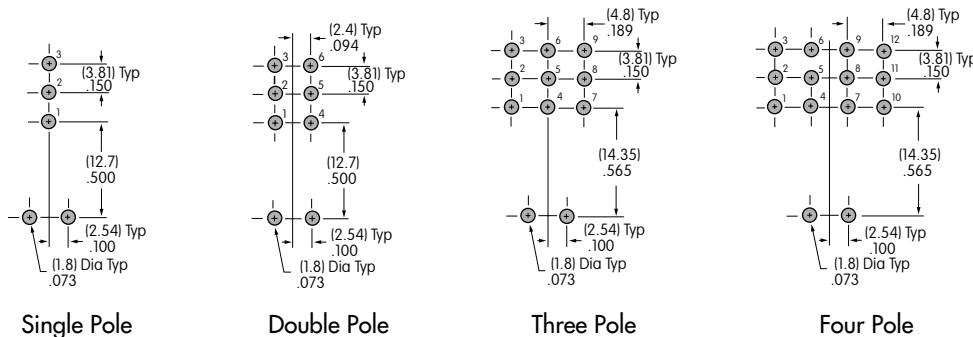 3
2
1
(3.81) Typ
.150
(12.7)
.500
(2.54) Typ
.100
(1.8) Dia Typ
.073
Single Pole
(2.4) Typ
.094
3 6
2 5
1 4
(3.81) Typ
.150
(12.7)
.500
(2.54) Typ
.100
(1.8) Dia Typ
.073
Double Pole
(4.8) Typ
.189
3 6 9
2 5 8
1 4 7
(3.81) Typ
.150
(14.35)
.565
(2.54) Typ
.100
(1.8) Dia Typ
.073
Three Pole
(4.8) Typ
.189
3 6 9 12
2 5 8 11
1 4 7 10
(3.81) Typ
.150
(14.35)
.565
(2.54) Typ
.100
(1.8) Dia Typ
.073
Four Pole